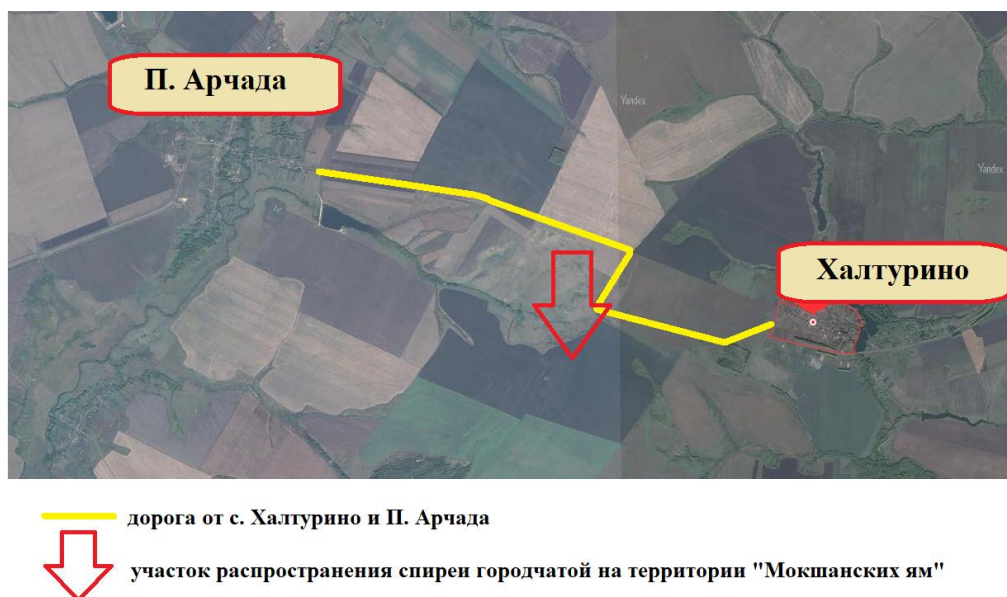 П. Арчада
Yandex
Yandex
Халтурино
дорога от с. Халтурино и П. Арчада
участок распространения спиреи городчатой на территории "Мокшанских ям"